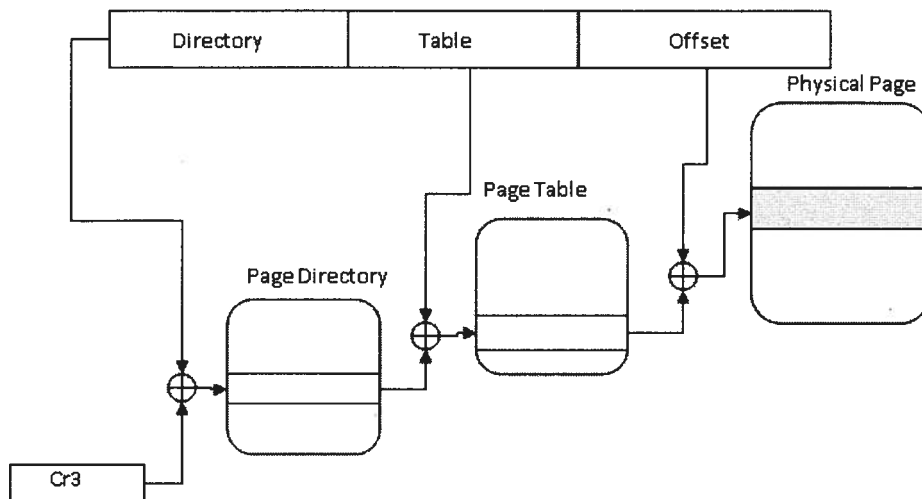 Directory Table Offset
Physical Page
Page Table
Page Directory
Cr3